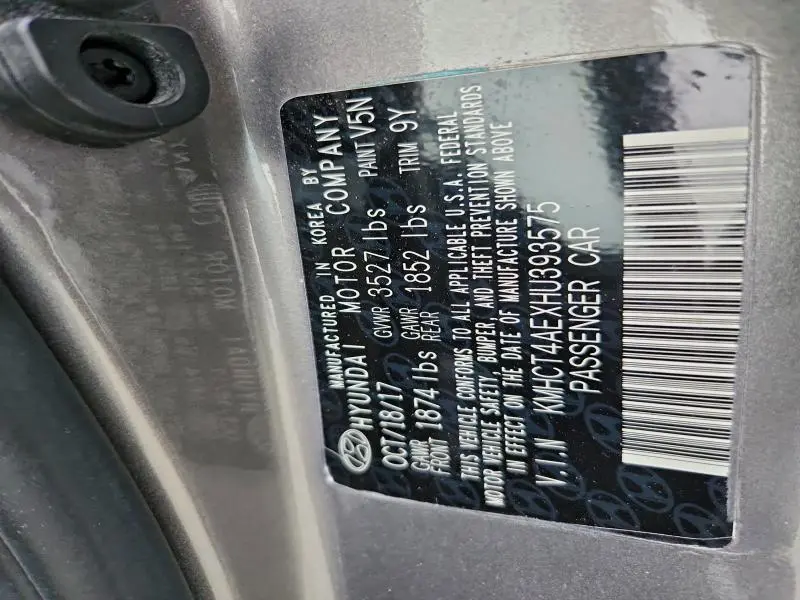 MANUFACTURED IN KOREA BY
HYUNDAI MOTOR COMPANY
OCT/18/17 GVWR 3527 lbs PAINT V5N
GAWR FRONT 1874 lbs GAWR REAR 1852 lbs TRIM 9Y
THIS VEHICLE CONFORMS TO ALL APPLICABLE U.S.A. FEDERAL
MOTOR VEHICLE SAFETY, BUMPER, AND THEFT PREVENTION STANDARDS
IN EFFECT ON THE DATE OF MANUFACTURE SHOWN ABOVE
V.I.N KMHCT4AEXHU393575
PASSENGER CAR